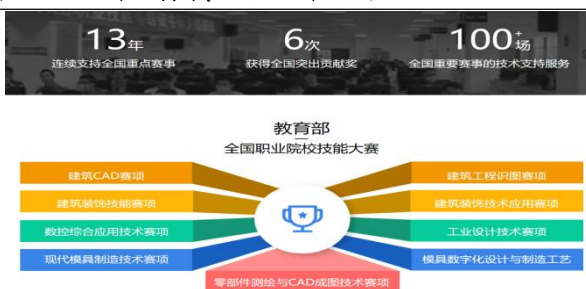 13年
6次
100+场
连续支持全国重点赛事
获得全国突出贡献奖
全国重要赛事的技术支持服务
教育部
全国职业院校技能大赛
建筑CAD赛项
建筑工程识图赛项
建筑装饰技能赛项
建筑装饰技术应用赛项
数控综合应用技术赛项
工业设计技术赛项
现代模具制造技术赛项
模具数字化设计与制造工艺
零部件测绘与CAD成图技术赛项